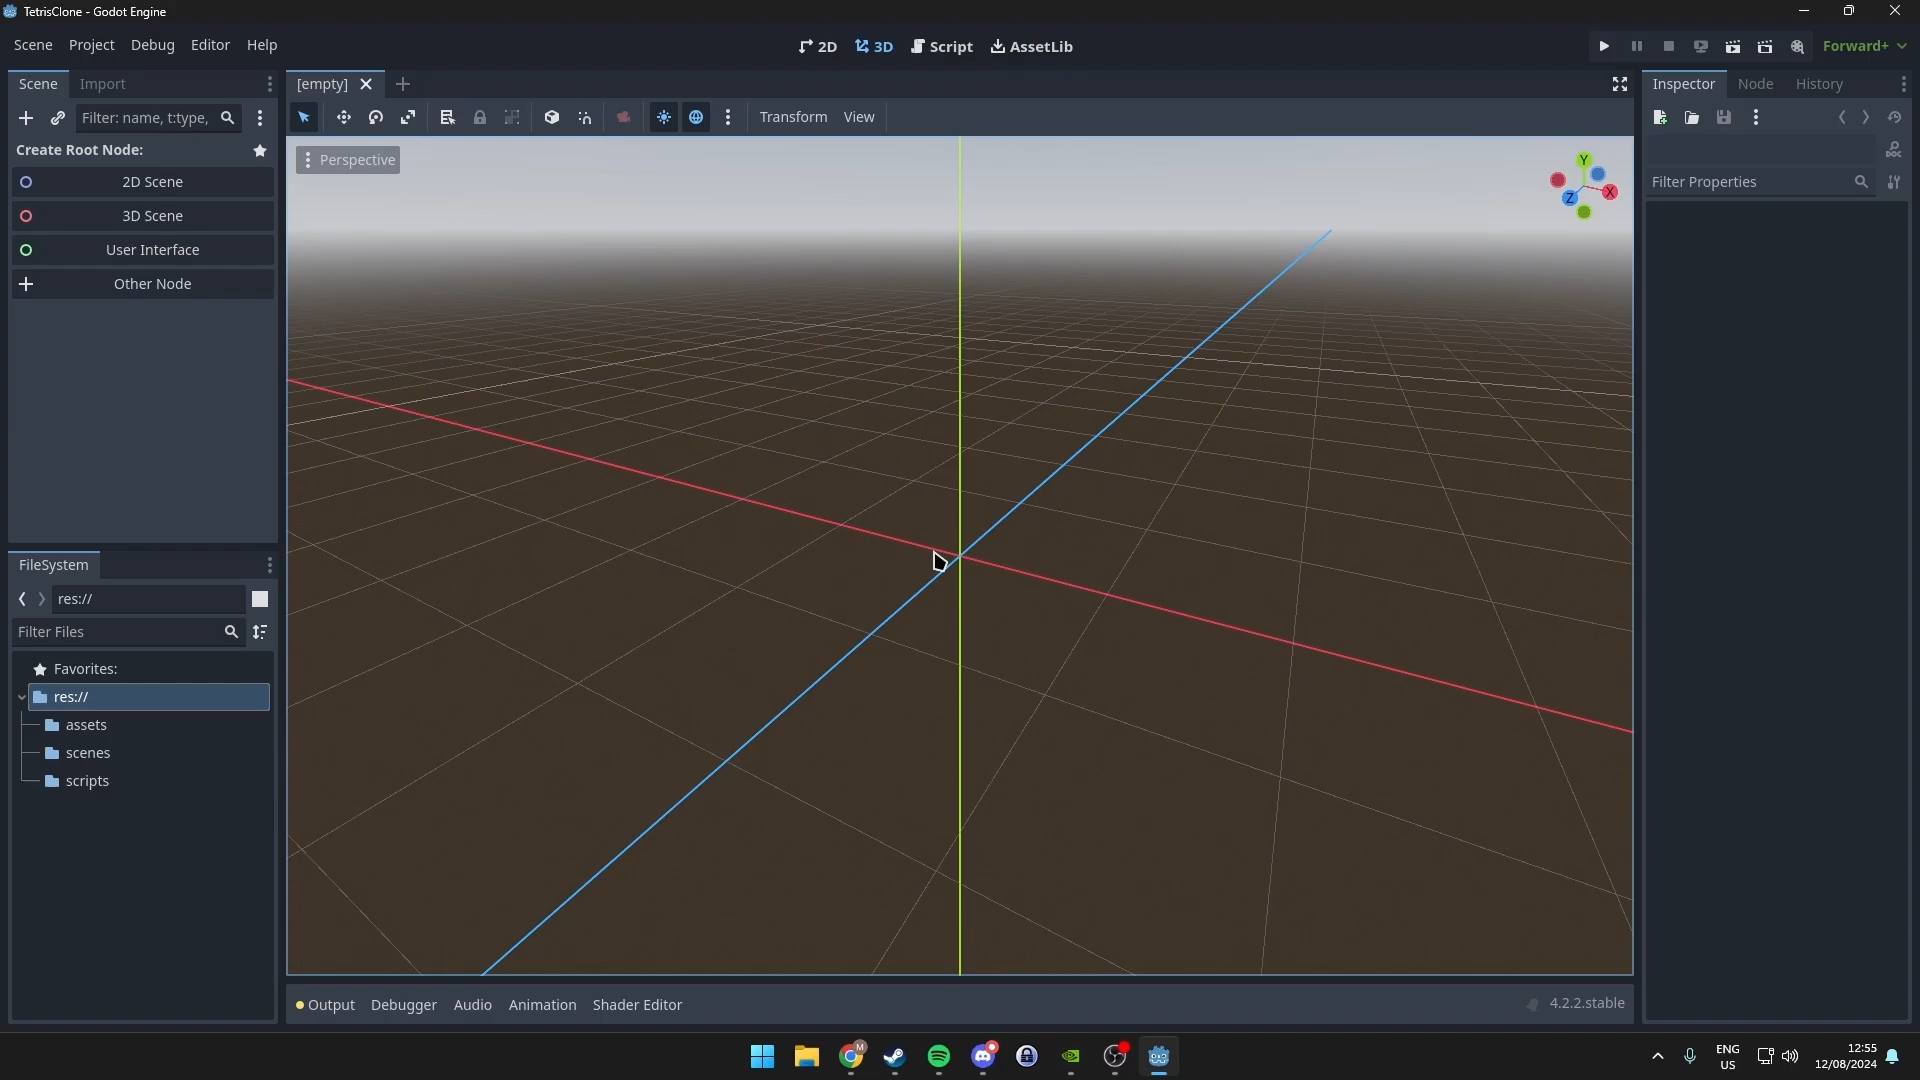 TetrisClone - Godot Engine
Scene Project Debug Editor Help
2D 3D Script AssetLib
Forward+
Scene Import
[empty]
Inspector Node History
Filter: name, t:type,
Transform View
Create Root Node:
2D Scene
3D Scene
User Interface
Other Node
Perspective
Y
X
Z
DOC
Filter Properties
FileSystem
res://
Filter Files
Favorites:
res://
assets
scenes
scripts
Output Debugger Audio Animation Shader Editor
4.2.2.stable
M
ENG
US
12:55
12/08/2024